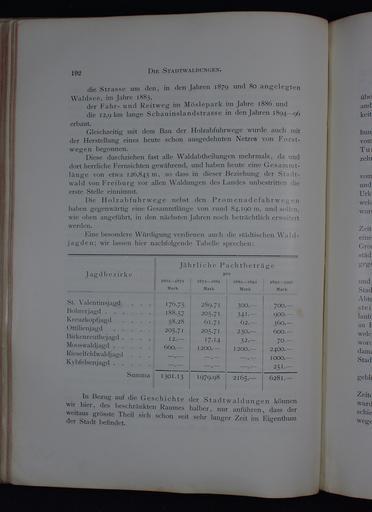 192 DIE STADTWALDUNGEN.
die Strasse um den, in den Jahren 1879 und 80 angelegten
Waldsee, im Jahre 1883,
der Fahr- und Reitweg im Möslepark im Jahre 1886 und
die 12,9 km lange Schauinslandstrasse in den Jahren 1894—96
erbaut.
Gleichzeitig mit dem Bau der Holzabfuhrwege wurde auch mit
der Herstellung eines heute schon ausgedehnten Netzes von Forst-
wegen begonnen.
Diese durchziehen fast alle Waldabtheilungen mehrmals, da und
dort herrliche Fernsichten gewährend, und haben heute eine Gesammt-
länge von etwa 126,843 m, so dass in dieser Beziehung der Stadt-
wald von Freiburg vor allen Waldungen des Landes unbestritten die
erste Stelle einnimmt.
Die Holzabfuhrwege nebst den Promenadefahrwegen
haben gegenwärtig eine Gesammtlänge von rund 84,190 m, und sollen,
wie oben angeführt, in den nächsten Jahren noch beträchtlich erweitert
werden.
Eine besondere Würdigung verdienen auch die städtischen Wald-
jagden; wir lassen hier nachfolgende Tabelle sprechen:
Jagdbezirke
Jährliche Pachtbeträge
pro
Mark Mark Mark Mark
St. Valentinsjagd 176,73 289,71 300,— 700,—
Bohrerjagd 188,57 205,71 341,— 900,—
Kreuzkopfjagd 58,28 61,71 62,— 360,—
Ottilienjagd 205,71 205,71 230,— 600,—
Birkenreuthejagd 12,— 17,14 32,— 70,—
Mooswaldjagd 660,— 1200,— 1200,— 2400,—
Rieselfeldwaldjagd —,— —,— —,— 1000,—
Kybfelsenjagd —,— —,— —,— 251,—
Summa 1301,13 1979,98 2165,— 6281,—
In Bezug auf die Geschichte der Stadtwaldungen können
wir hier, des beschränkten Raumes halber, nur anführen, dass der
weitaus grösste Theil sich schon seit sehr langer Zeit im Eigenthum
der Stadt befindet.